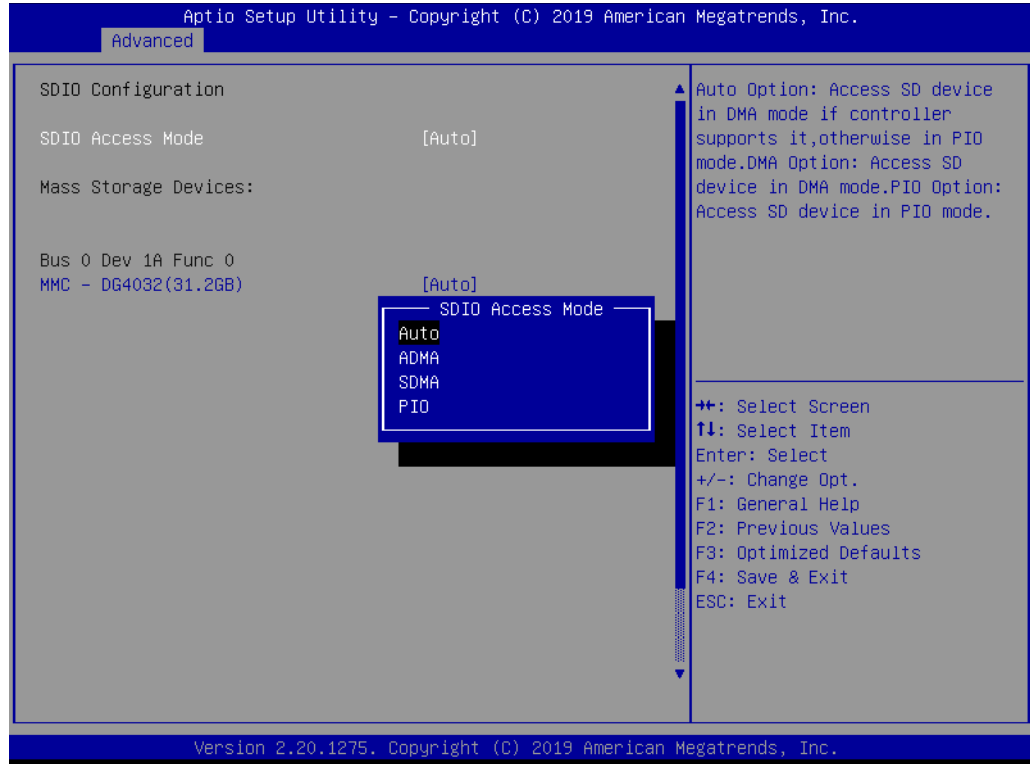 Aptio Setup Utility – Copyright (C) 2019 American Megatrends, Inc.
Advanced
SDIO Configuration
SDIO Access Mode [Auto]
Mass Storage Devices:
Bus 0 Dev 1A Func 0
MMC – DG4032(31.2GB) [Auto]
SDIO Access Mode
Auto
ADMA
SDMA
PIO
Auto Option: Access SD device
in DMA mode if controller
supports it,otherwise in PIO
mode.DMA Option: Access SD
device in DMA mode.PIO Option:
Access SD device in PIO mode.
→←: Select Screen
↑↓: Select Item
Enter: Select
+/-: Change Opt.
F1: General Help
F2: Previous Values
F3: Optimized Defaults
F4: Save & Exit
ESC: Exit
Version 2.20.1275. Copyright (C) 2019 American Megatrends, Inc.